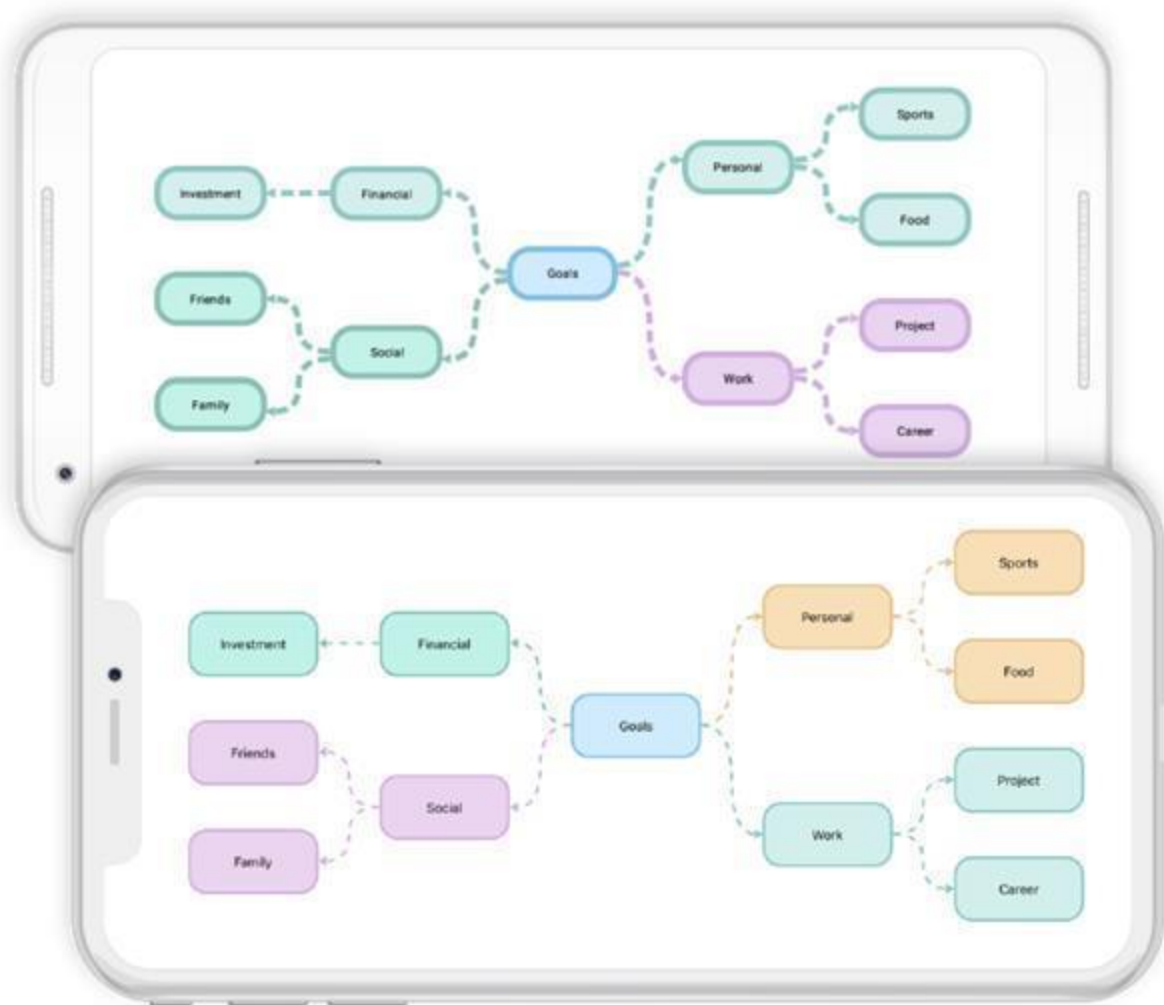 Sports
Personal
Investment
Financial
Food
Goals
Friends
Project
Social
Work
Family
Career
Sports
Personal
Investment
Financial
Food
Goals
Friends
Project
Social
Work
Family
Career